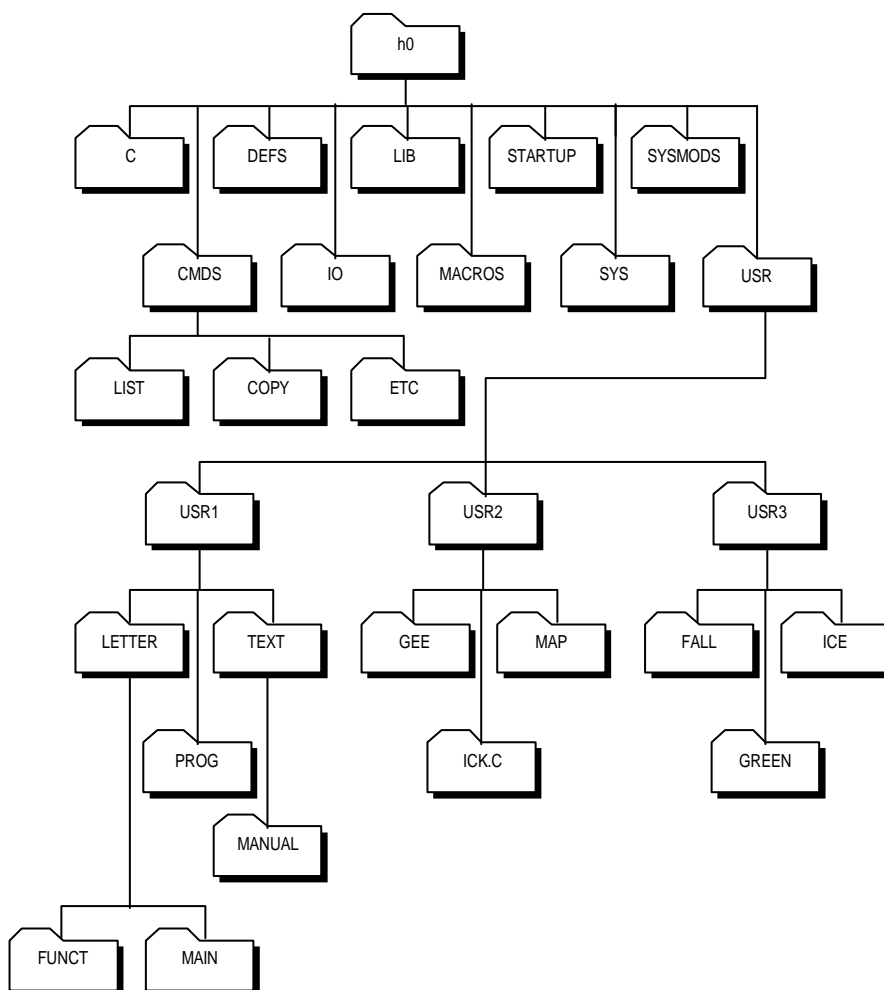 h0
C
DEFS
LIB
STARTUP
SYSMODS
CMDS
IO
MACROS
SYS
USR
LIST
COPY
ETC
USR1
USR2
USR3
LETTER
TEXT
GEE
MAP
FALL
ICE
PROG
ICK.C
GREEN
MANUAL
FUNCT
MAIN